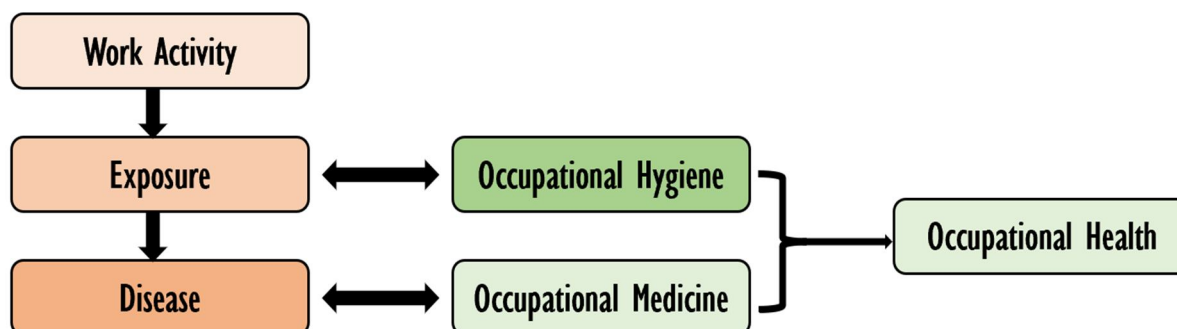 Work Activity
Exposure
Occupational Hygiene
Occupational Health
Disease
Occupational Medicine